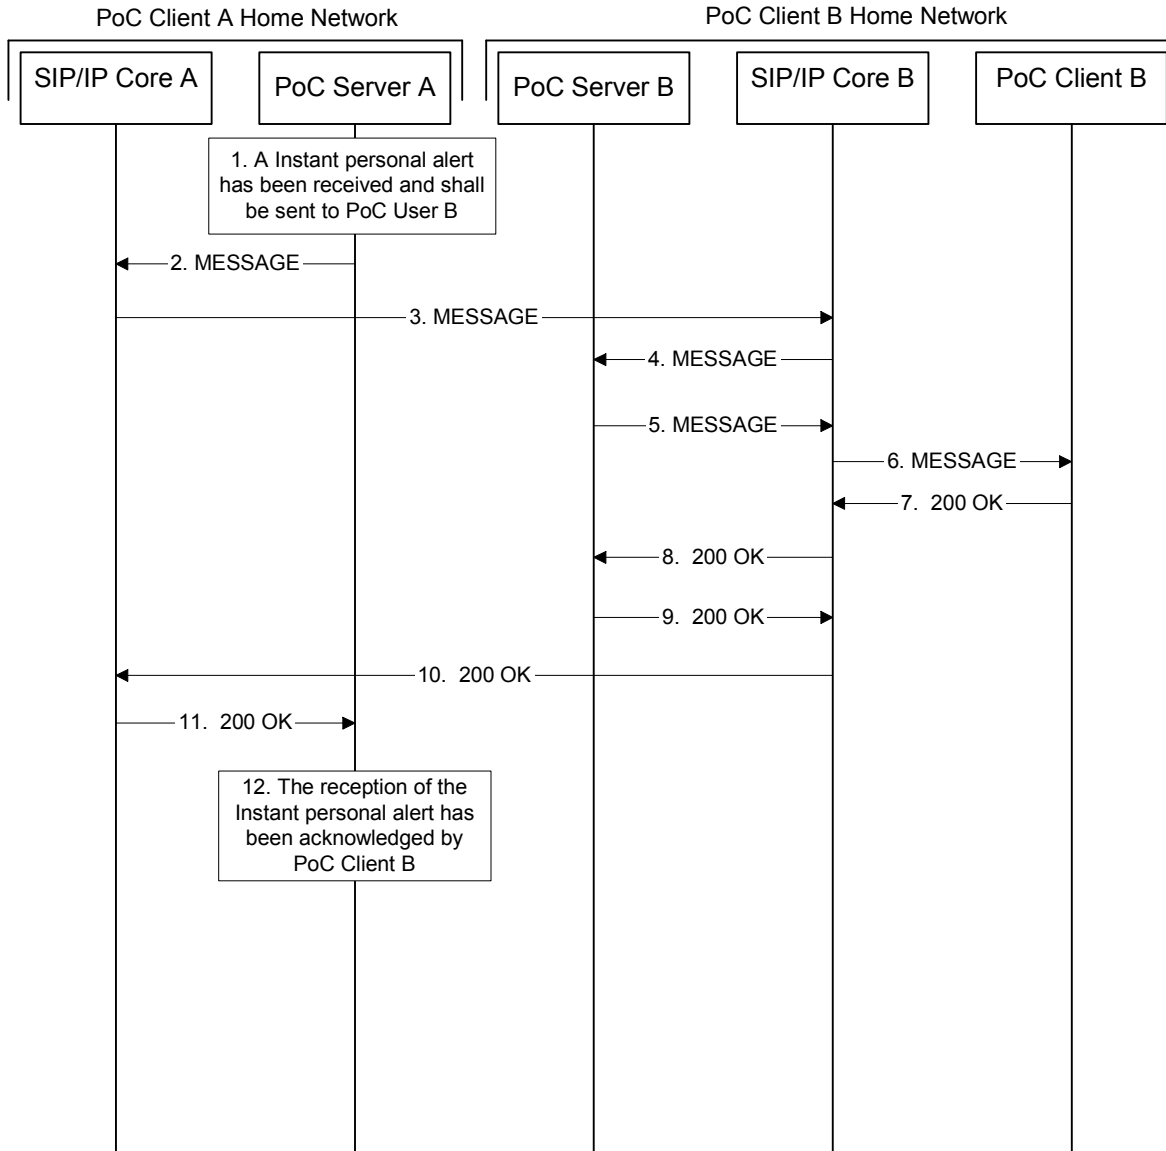 PoC Client A Home Network
PoC Client B Home Network
SIP/IP Core A
PoC Server A
PoC Server B
SIP/IP Core B
PoC Client B
1. A Instant personal alert
has been received and shall
be sent to PoC User B
2. MESSAGE
3. MESSAGE
4. MESSAGE
5. MESSAGE
6. MESSAGE
7. 200 OK
8. 200 OK
9. 200 OK
10. 200 OK
11. 200 OK
12. The reception of the
Instant personal alert has
been acknowledged by
PoC Client B